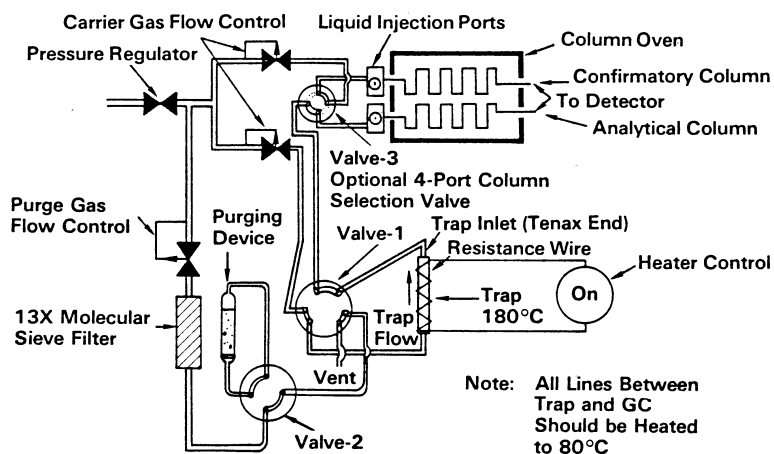 Carrier Gas Flow Control
Liquid Injection Ports
Pressure Regulator
Column Oven
Confirmatory Column
To Detector
Analytical Column
Valve-3
Optional 4-Port Column
Selection Valve
Purge Gas
Flow Control
Purging
Device
Valve-1
Trap Inlet (Tenax End)
Resistance Wire
Heater Control
On
Trap
180°C
Trap
Flow
13X Molecular
Sieve Filter
Vent
Valve-2
Note: All Lines Between
Trap and GC
Should be Heated
to 80°C